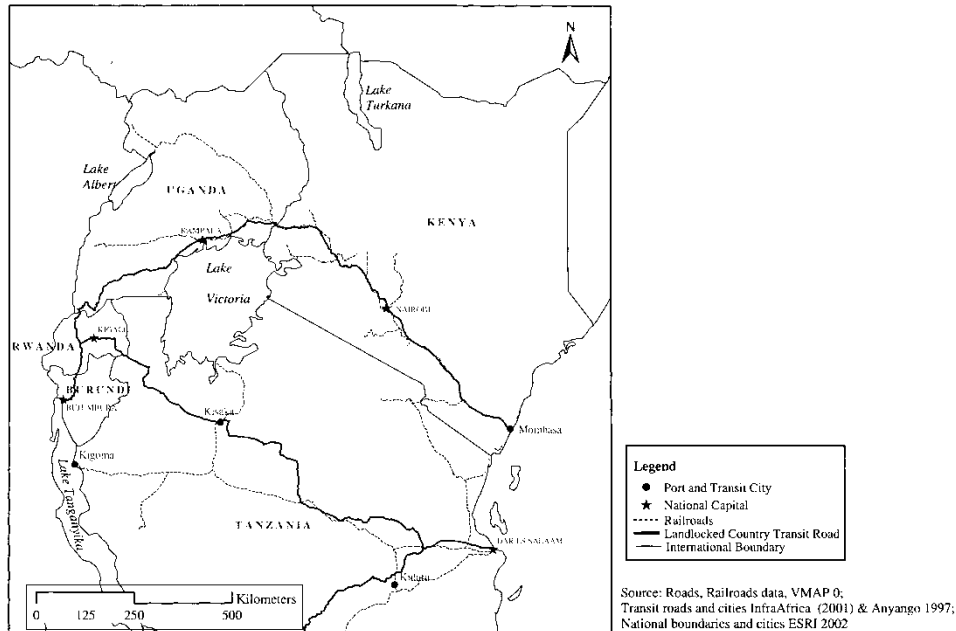 N
Lake
Turkana
Lake
Albert
UGANDA
KENYA
KAMPALA
Lake
Victoria
NAIROBI
KIGALI
RWANDA
BURUNDI
BUJUMBURA
Mombasa
Kigoma
Lake Tanganyika
TANZANIA
DAR ES SALAAM
Kidatu
Kilometers
0 125 250 500
Legend
Port and Transit City
National Capital
Railroads
Landlocked Country Transit Road
International Boundary
Source: Roads, Railroads data, VMAP 0;
Transit roads and cities InfraAfrica (2001) & Anyango 1997;
National boundaries and cities ESRI 2002